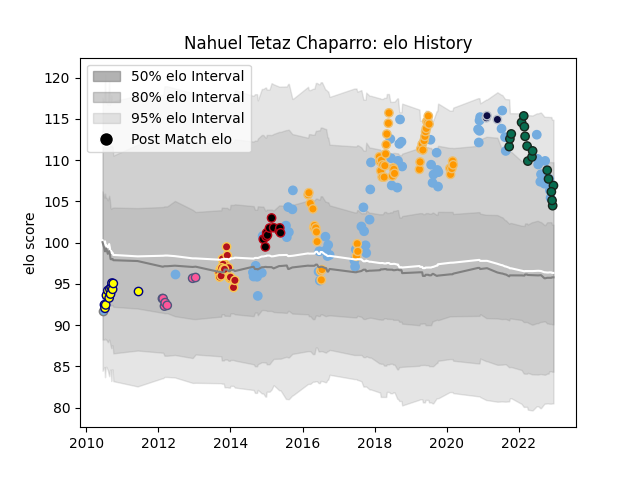 Nahuel Tetaz Chaparro: elo History
50% elo Interval
80% elo Interval
95% elo Interval
Post Match elo
elo score
120
115
110
105
100
95
90
85
80
2010 2012 2014 2016 2018 2020 2022